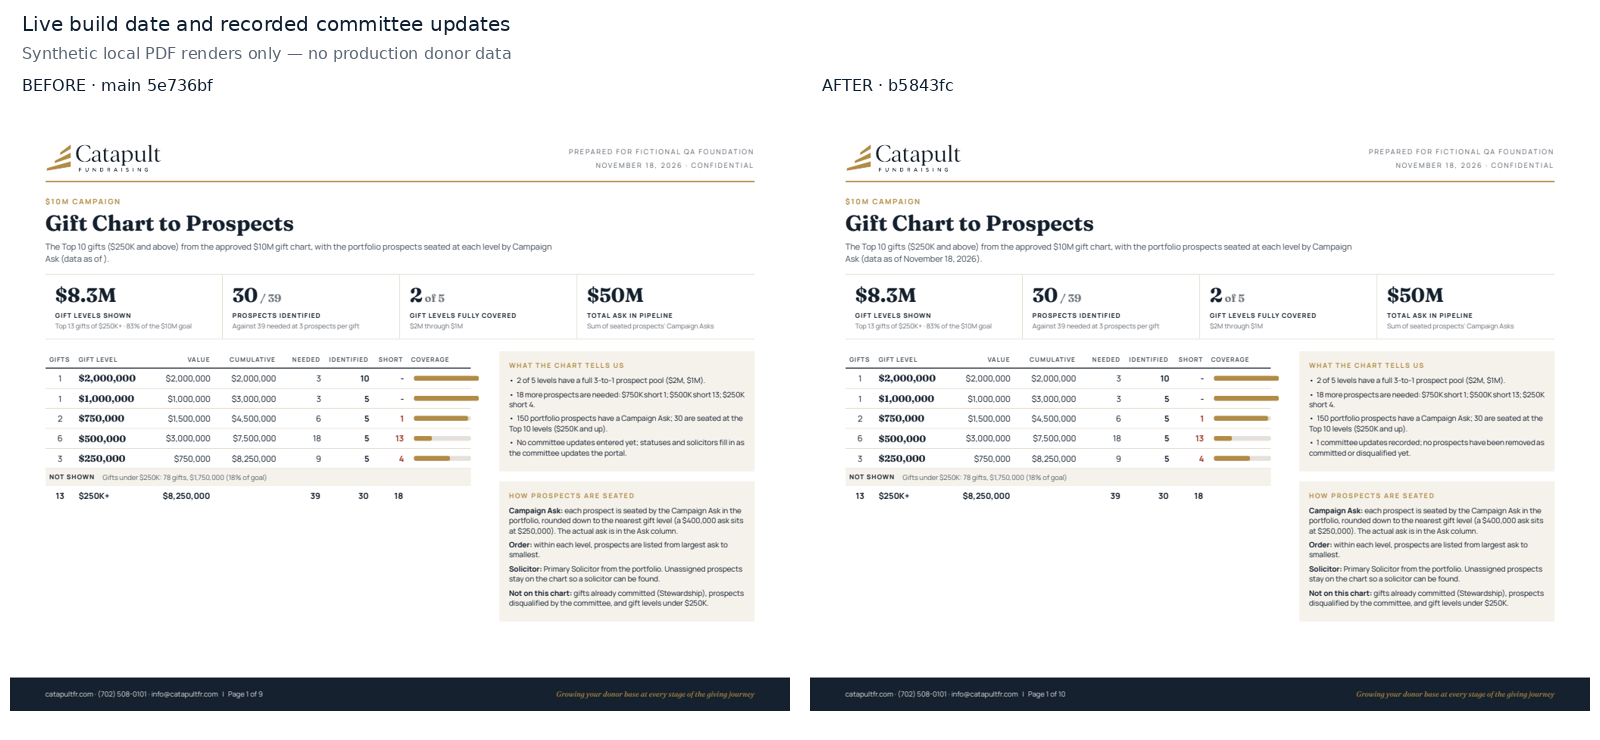 Live build date and recorded committee updates
Synthetic local PDF renders only — no production donor data
BEFORE · main 5e736bf
Catapult
FUNDRAISING
PREPARED FOR FICTIONAL QA FOUNDATION
NOVEMBER 18, 2026 · CONFIDENTIAL
$10M CAMPAIGN
Gift Chart to Prospects
The Top 10 gifts ($250K and above) from the approved $10M gift chart, with the portfolio prospects seated at each level by Campaign
Ask (data as of ).
$8.3M
GIFT LEVELS SHOWN
Top 13 gifts of $250K+ · 83% of the $10M goal
30 / 39
PROSPECTS IDENTIFIED
Against 39 needed at 3 prospects per gift
2 of 5
GIFT LEVELS FULLY COVERED
$2M through $1M
$50M
TOTAL ASK IN PIPELINE
Sum of seated prospects' Campaign Asks
GIFTS GIFT LEVEL VALUE CUMULATIVE NEEDED IDENTIFIED SHORT COVERAGE
1 $2,000,000 $2,000,000 $2,000,000 3 10 -
1 $1,000,000 $1,000,000 $3,000,000 3 5 -
2 $750,000 $1,500,000 $4,500,000 6 5 1
6 $500,000 $3,000,000 $7,500,000 18 5 13
3 $250,000 $750,000 $8,250,000 9 5 4
NOT SHOWN Gifts under $250K: 78 gifts, $1,750,000 (18% of goal)
13 $250K+ $8,250,000 39 30 18
WHAT THE CHART TELLS US
• 2 of 5 levels have a full 3-to-1 prospect pool ($2M, $1M).
• 18 more prospects are needed: $750K short 1; $500K short 13; $250K
short 4.
• 150 portfolio prospects have a Campaign Ask; 30 are seated at the
Top 10 levels ($250K and up).
• No committee updates entered yet; statuses and solicitors fill in as
the committee updates the portal.
HOW PROSPECTS ARE SEATED
Campaign Ask: each prospect is seated by the Campaign Ask in the
portfolio, rounded down to the nearest gift level (a $400,000 ask sits
at $250,000). The actual ask is in the Ask column.
Order: within each level, prospects are listed from largest ask to
smallest.
Solicitor: Primary Solicitor from the portfolio. Unassigned prospects
stay on the chart so a solicitor can be found.
Not on this chart: gifts already committed (Stewardship), prospects
disqualified by the committee, and gift levels under $250K.
catapultfr.com · (702) 508-0101 · info@catapultfr.com | Page 1 of 9
Growing your donor base at every stage of the giving journey
AFTER · b5843fc
Catapult
FUNDRAISING
PREPARED FOR FICTIONAL QA FOUNDATION
NOVEMBER 18, 2026 · CONFIDENTIAL
$10M CAMPAIGN
Gift Chart to Prospects
The Top 10 gifts ($250K and above) from the approved $10M gift chart, with the portfolio prospects seated at each level by Campaign
Ask (data as of November 18, 2026).
$8.3M
GIFT LEVELS SHOWN
Top 13 gifts of $250K+ · 83% of the $10M goal
30 / 39
PROSPECTS IDENTIFIED
Against 39 needed at 3 prospects per gift
2 of 5
GIFT LEVELS FULLY COVERED
$2M through $1M
$50M
TOTAL ASK IN PIPELINE
Sum of seated prospects' Campaign Asks
GIFTS GIFT LEVEL VALUE CUMULATIVE NEEDED IDENTIFIED SHORT COVERAGE
1 $2,000,000 $2,000,000 $2,000,000 3 10 -
1 $1,000,000 $1,000,000 $3,000,000 3 5 -
2 $750,000 $1,500,000 $4,500,000 6 5 1
6 $500,000 $3,000,000 $7,500,000 18 5 13
3 $250,000 $750,000 $8,250,000 9 5 4
NOT SHOWN Gifts under $250K: 78 gifts, $1,750,000 (18% of goal)
13 $250K+ $8,250,000 39 30 18
WHAT THE CHART TELLS US
• 2 of 5 levels have a full 3-to-1 prospect pool ($2M, $1M).
• 18 more prospects are needed: $750K short 1; $500K short 13; $250K
short 4.
• 150 portfolio prospects have a Campaign Ask; 30 are seated at the
Top 10 levels ($250K and up).
• 1 committee updates recorded; no prospects have been removed as
committed or disqualified yet.
HOW PROSPECTS ARE SEATED
Campaign Ask: each prospect is seated by the Campaign Ask in the
portfolio, rounded down to the nearest gift level (a $400,000 ask sits
at $250,000). The actual ask is in the Ask column.
Order: within each level, prospects are listed from largest ask to
smallest.
Solicitor: Primary Solicitor from the portfolio. Unassigned prospects
stay on the chart so a solicitor can be found.
Not on this chart: gifts already committed (Stewardship), prospects
disqualified by the committee, and gift levels under $250K.
catapultfr.com · (702) 508-0101 · info@catapultfr.com | Page 1 of 10
Growing your donor base at every stage of the giving journey